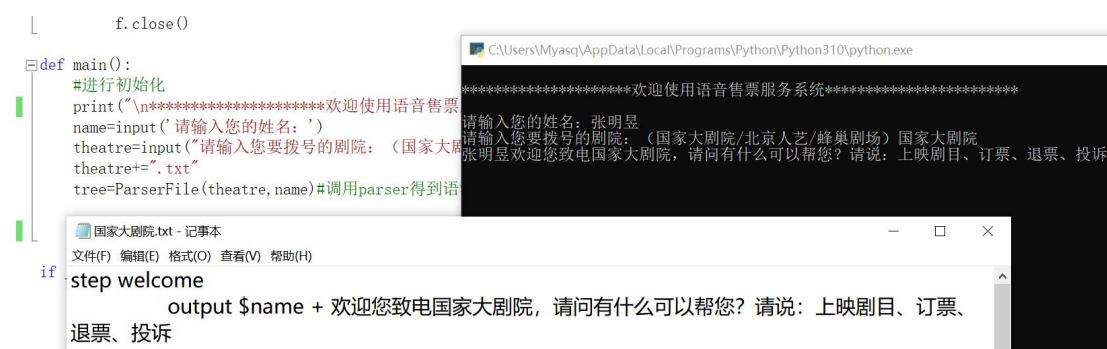 f.close()
def main():
#进行初始化
print("\n*********************欢迎使用语音售票
name=input('请输入您的姓名：')
theatre=input("请输入您要拨号的剧院：（国家大剧
theatre+=".txt"
tree=ParserFile(theatre,name)#调用parser得到语
if
C:\Users\Myasq\AppData\Local\Programs\Python\Python310\python.exe
*********************欢迎使用语音售票服务系统************************
请输入您的姓名：张明昱
请输入您要拨号的剧院：（国家大剧院/北京人艺/蜂巢剧场）国家大剧院
张明昱欢迎您致电国家大剧院，请问有什么可以帮您？请说：上映剧目、订票、退票、投诉
国家大剧院.txt - 记事本
文件(F) 编辑(E) 格式(O) 查看(V) 帮助(H)
step welcome
output $name + 欢迎您致电国家大剧院，请问有什么可以帮您？请说：上映剧目、订票、
退票、投诉